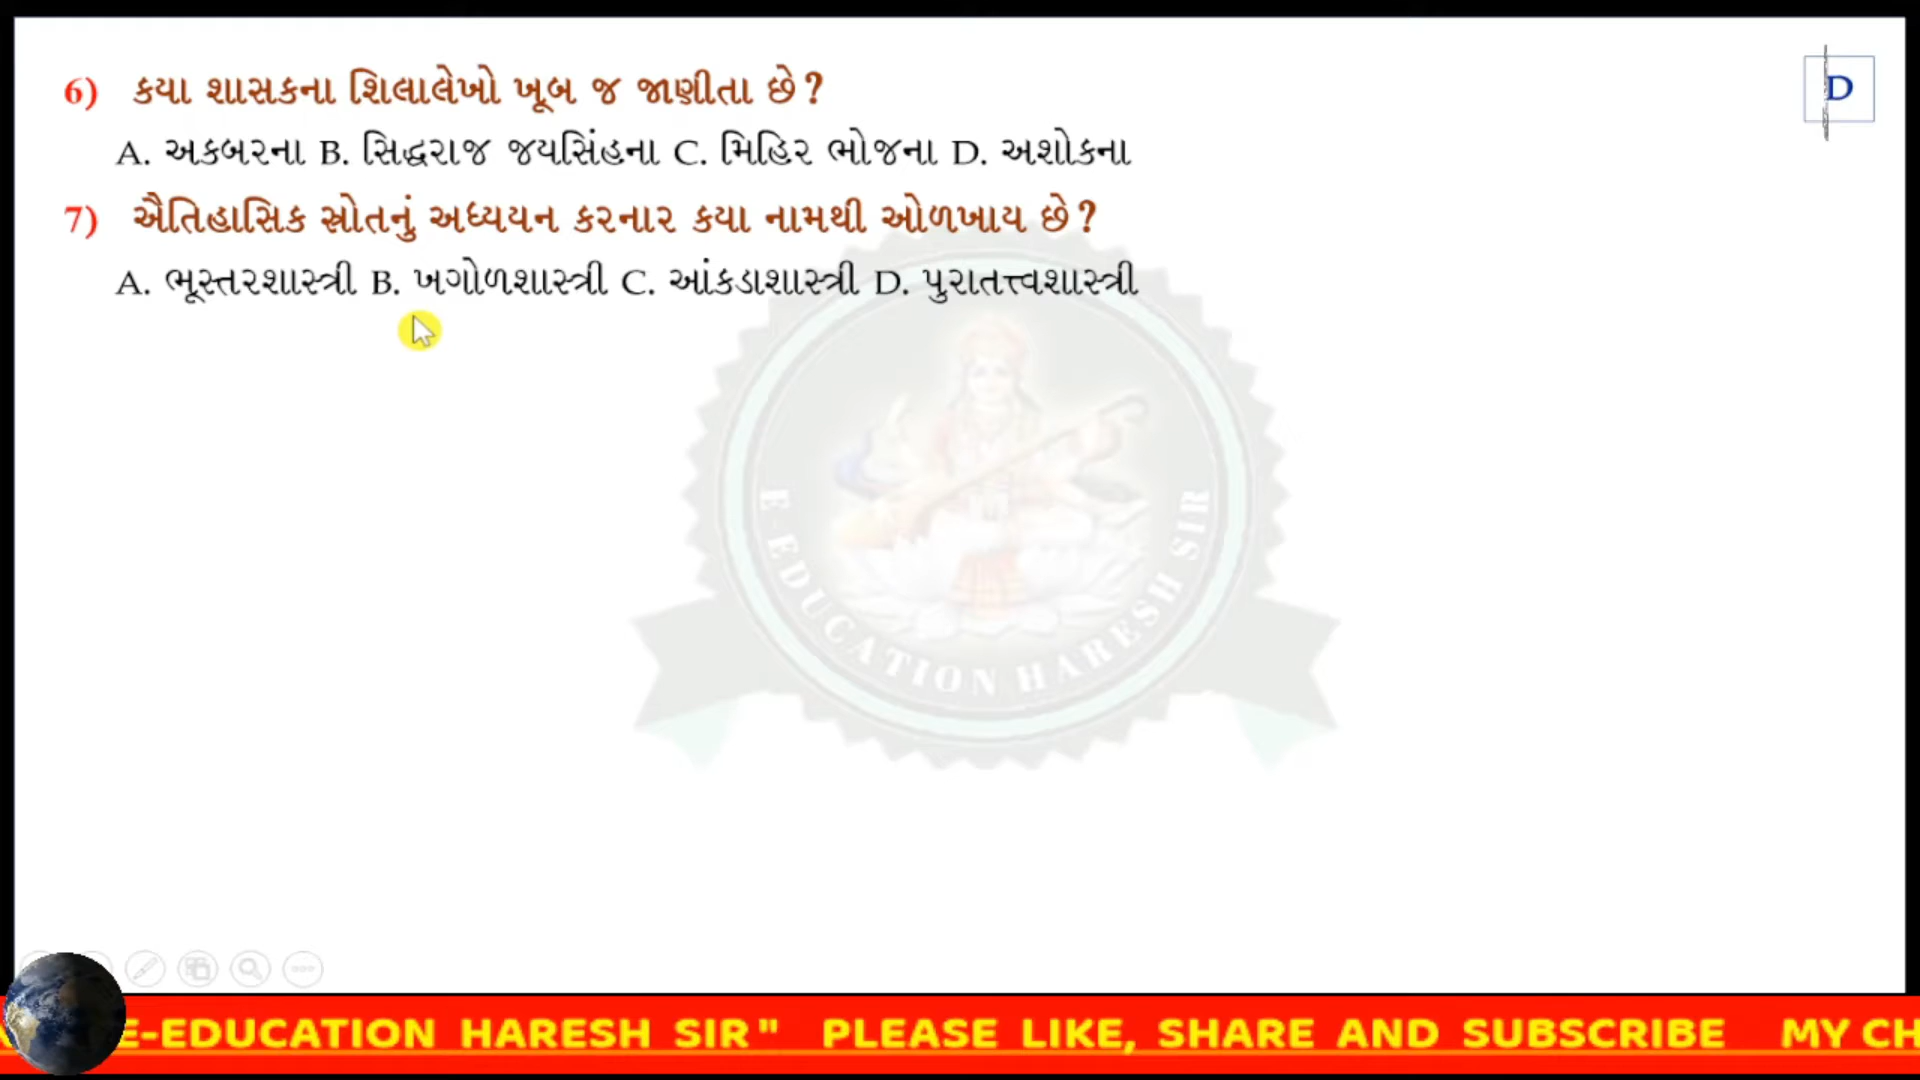 6) કયા શાસકના શિલાલેખો ખૂબ જ જાણીતા છે?
D
A. અકબરના B. સિદ્ધરાજ જયસિંહના C. મિહિર ભોજના D. અશોકના
7) ઐતિહાસિક સ્રોતનું અધ્યયન કરનાર કયા નામથી ઓળખાય છે?
A. ભૂસ્તરશાસ્ત્રી B. ખગોળશાસ્ત્રી C. આંકડાશાસ્ત્રી D. પુરાતત્ત્વશાસ્ત્રી
E-EDUCATION HARESH SIR
E-EDUCATION HARESH SIR" PLEASE LIKE, SHARE AND SUBSCRIBE MY CH